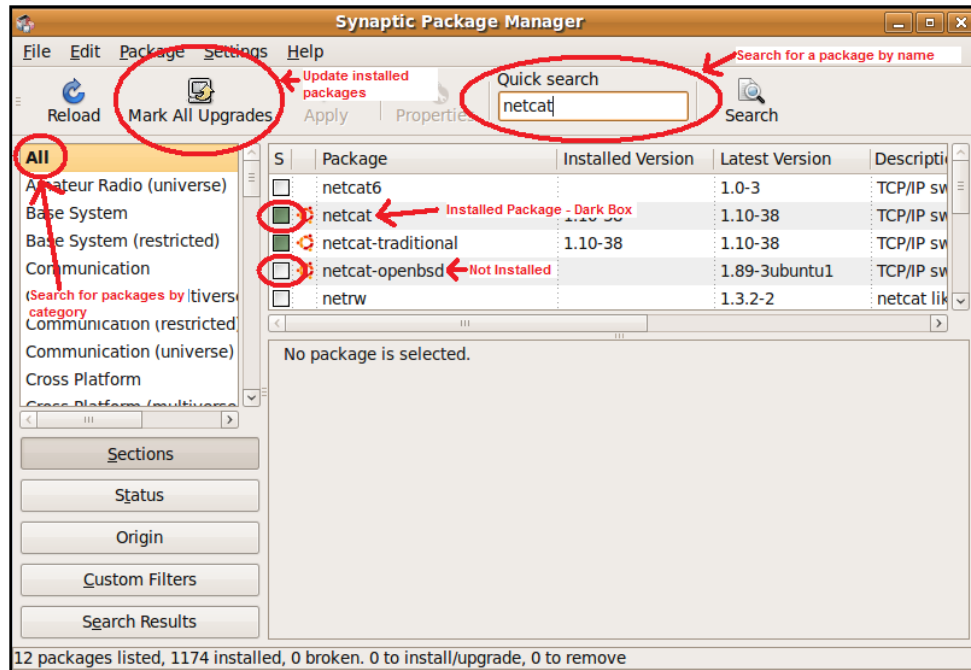 Synaptic Package Manager
File Edit Package Settings Help
Search for a package by name
Update installed packages
Quick search
netcat
Reload Mark All Upgrades Apply Properties Search
All
S Package Installed Version Latest Version Descripti
Amateur Radio (universe)
netcat6 1.0-3 TCP/IP sw
Base System
netcat Installed Package - Dark Box 1.10-38 1.10-38 TCP/IP sw
Base System (restricted)
netcat-traditional 1.10-38 1.10-38 TCP/IP sw
Communication
netcat-openbsd Not Installed 1.89-3ubuntu1 TCP/IP sw
Search for packages by category
netrw 1.3.2-2 netcat lik
Communication (restricted)
Communication (universe)
No package is selected.
Cross Platform
Cross Platform (multiverse
Sections
Status
Origin
Custom Filters
Search Results
12 packages listed, 1174 installed, 0 broken. 0 to install/upgrade, 0 to remove